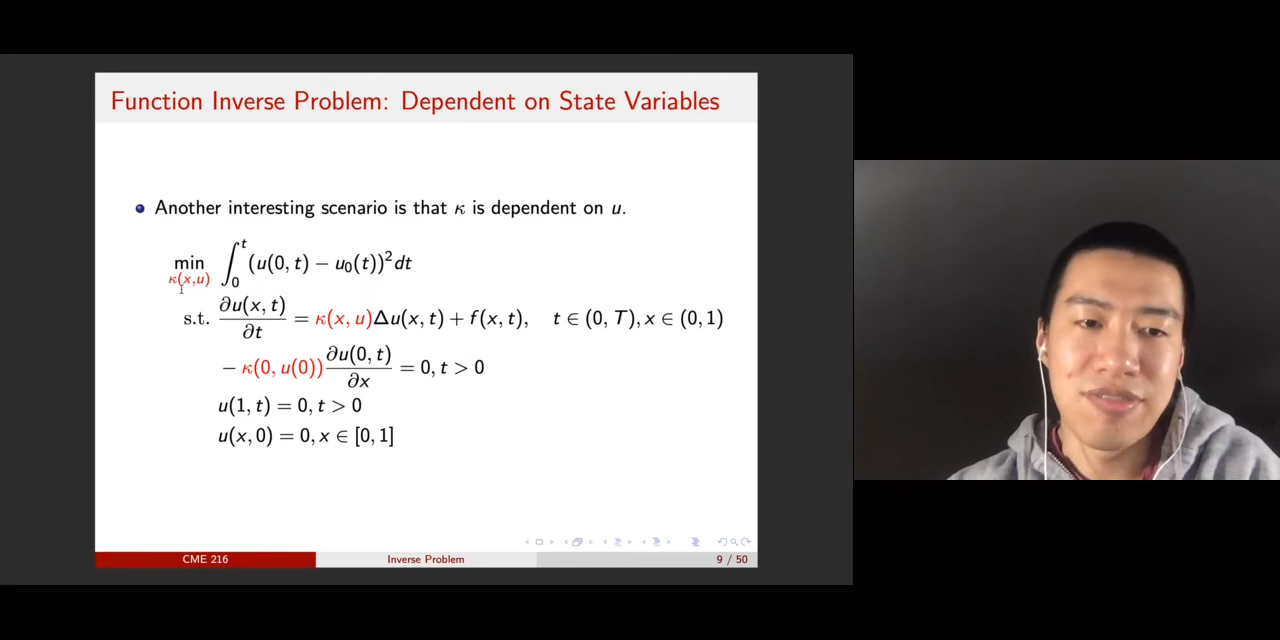 Function Inverse Problem: Dependent on State Variables
Another interesting scenario is that κ is dependent on u.
min_{κ(x,u)} ∫_0^t (u(0, t) − u₀(t))² dt
s.t. ∂u(x, t)/∂t = κ(x, u)Δu(x, t) + f(x, t), t ∈ (0, T), x ∈ (0, 1)
− κ(0, u(0)) ∂u(0, t)/∂x = 0, t > 0
u(1, t) = 0, t > 0
u(x, 0) = 0, x ∈ [0, 1]
CME 216 Inverse Problem 9 / 50